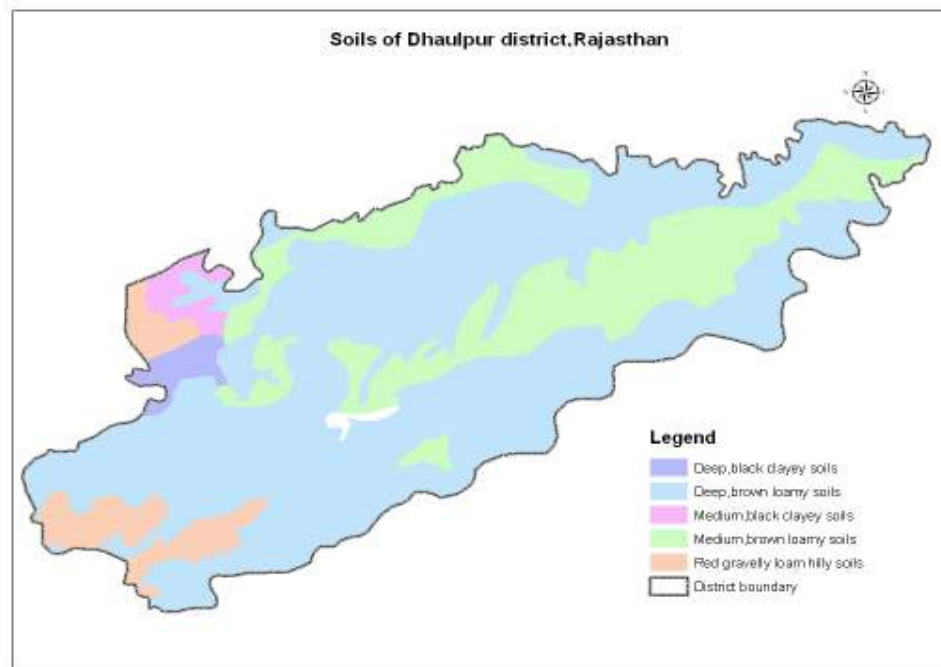 Soils of Dhaulpur district,Rajasthan
Legend
Deep,black clayey soils
Deep,brown loamy soils
Medium,black clayey soils
Medium,brown loamy soils
Red gravelly loam hilly soils
District boundary